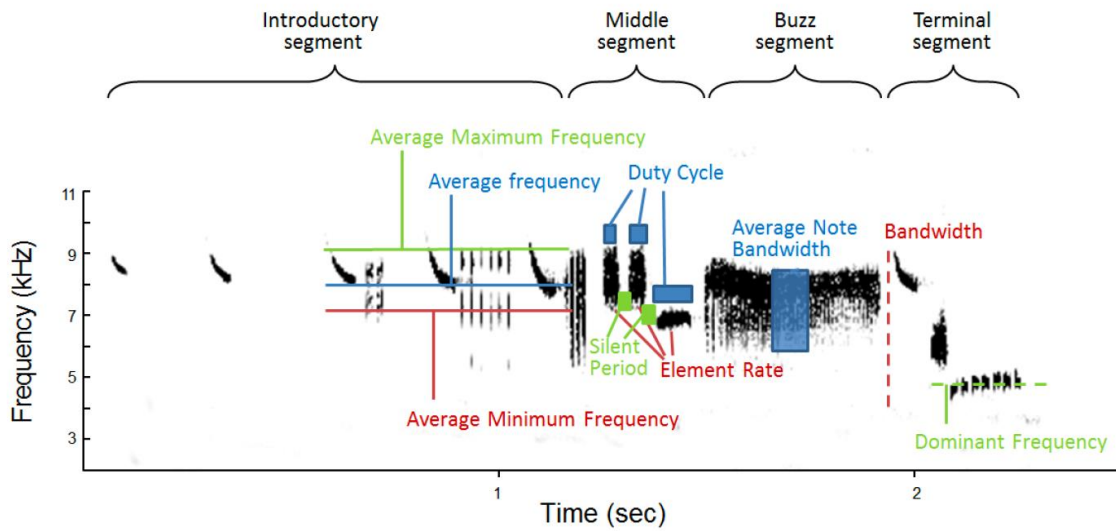 Introductory
segment
Middle
segment
Buzz
segment
Terminal
segment
Average Maximum Frequency
Average frequency
Duty Cycle
Average Note
Bandwidth
Bandwidth
Silent
Period
Element Rate
Average Minimum Frequency
Dominant Frequency
Frequency (kHz)
11
9
7
5
3
1
2
Time (sec)